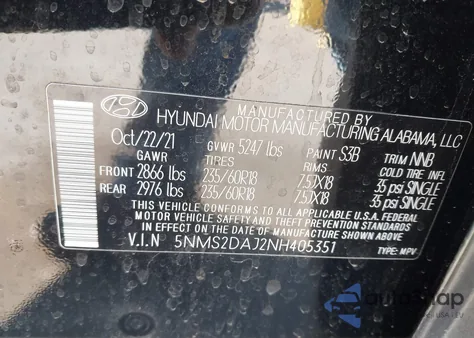 MANUFACTURED BY
HYUNDAI MOTOR MANUFACTURING ALABAMA, LLC
Oct/22/21 GVWR 5247 lbs PAINT S3B TRIM NNB
GAWR TIRES RIMS COLD TIRE INFL
FRONT 2866 lbs 235/60R18 7.5JX18 35 psi SINGLE
REAR 2976 lbs 235/60R18 7.5JX18 35 psi SINGLE
THIS VEHICLE CONFORMS TO ALL APPLICABLE U.S. FEDERAL
MOTOR VEHICLE SAFETY AND THEFT PREVENTION STANDARDS
IN EFFECT ON THE DATE OF MANUFACTURE SHOWN ABOVE.
V.I.N 5NMS2DAJ2NH405351 TYPE: MPV